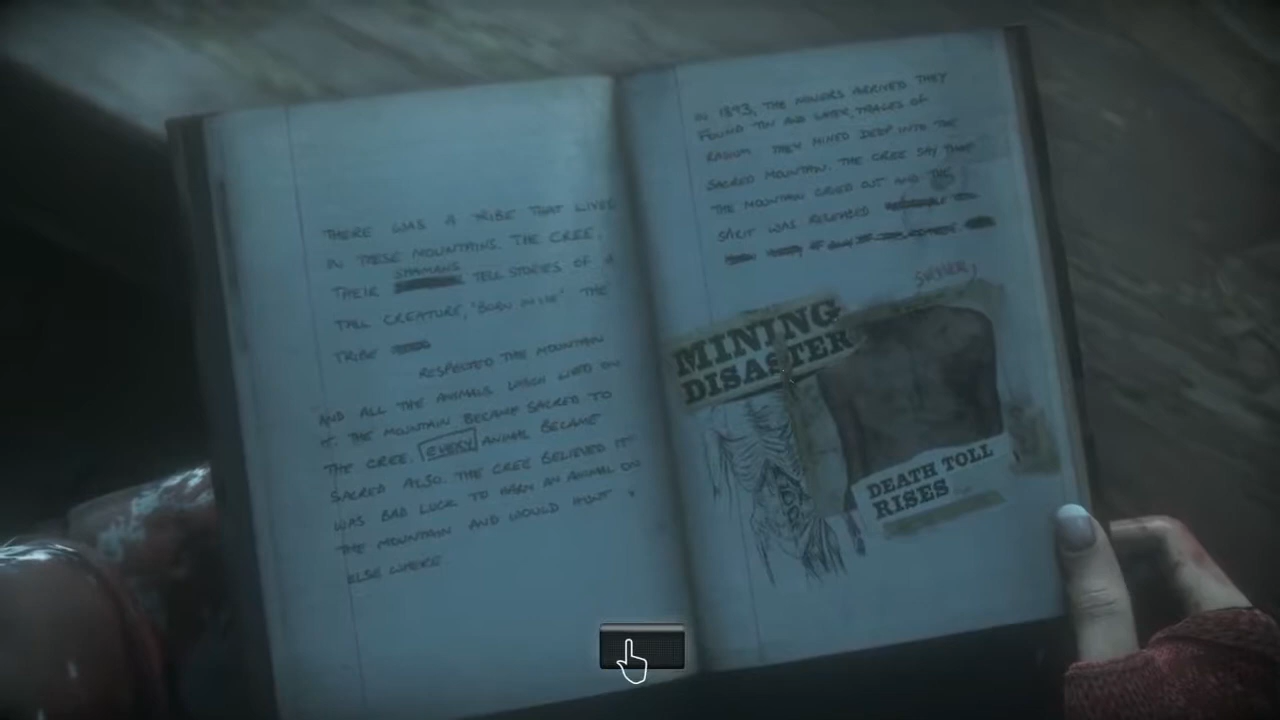 THERE WAS A TRIBE THAT LIVED
IN THESE MOUNTAINS. THE CREE.
SHAMANS
THEIR TELL STORIES OF A
TALL CREATURE, "BORN IN ICE" THE
TRIBE
RESPECTED THE MOUNTAIN
AND ALL THE ANIMALS WHICH LIVED ON
IT. THE MOUNTAIN BECAME SACRED TO
THE CREE. EVERY ANIMAL BECAME
SACRED ALSO. THE CREE BELIEVED IT
WAS BAD LUCK TO HARM AN ANIMAL ON
THE MOUNTAIN AND WOULD HUNT
ELSE WHERE.
IN 1893, THE MINORS ARRIVED THEY
FOUND TIN AND LATER, TRACES OF
RADIUM THEY MINED DEEP INTO THE
SACRED MOUNTAIN. THE CREE SAY THAT
THE MOUNTAIN CRIED OUT AND THE
SPIRIT WAS RELEASED
MINING
DISASTER
DEATH TOLL
RISES